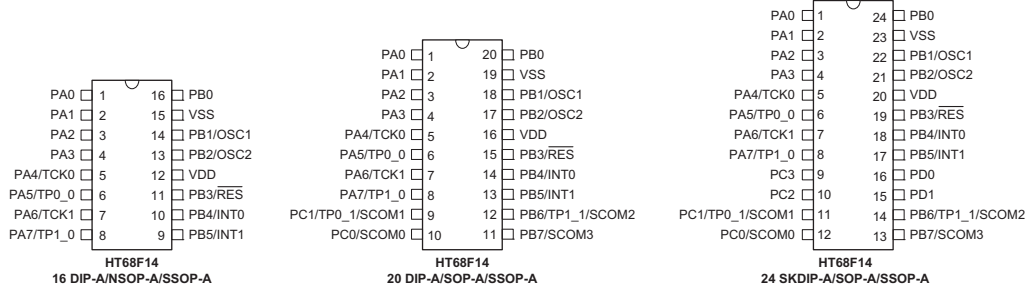 PA0 1 16 PB0
PA1 2 15 VSS
PA2 3 14 PB1/OSC1
PA3 4 13 PB2/OSC2
PA4/TCK0 5 12 VDD
PA5/TP0_0 6 11 PB3/RES
PA6/TCK1 7 10 PB4/INT0
PA7/TP1_0 8 9 PB5/INT1
HT68F14
16 DIP-A/NSOP-A/SSOP-A
PA0 1 20 PB0
PA1 2 19 VSS
PA2 3 18 PB1/OSC1
PA3 4 17 PB2/OSC2
PA4/TCK0 5 16 VDD
PA5/TP0_0 6 15 PB3/RES
PA6/TCK1 7 14 PB4/INT0
PA7/TP1_0 8 13 PB5/INT1
PC1/TP0_1/SCOM1 9 12 PB6/TP1_1/SCOM2
PC0/SCOM0 10 11 PB7/SCOM3
HT68F14
20 DIP-A/SOP-A/SSOP-A
PA0 1 24 PB0
PA1 2 23 VSS
PA2 3 22 PB1/OSC1
PA3 4 21 PB2/OSC2
PA4/TCK0 5 20 VDD
PA5/TP0_0 6 19 PB3/RES
PA6/TCK1 7 18 PB4/INT0
PA7/TP1_0 8 17 PB5/INT1
PC3 9 16 PD0
PC2 10 15 PD1
PC1/TP0_1/SCOM1 11 14 PB6/TP1_1/SCOM2
PC0/SCOM0 12 13 PB7/SCOM3
HT68F14
24 SKDIP-A/SOP-A/SSOP-A